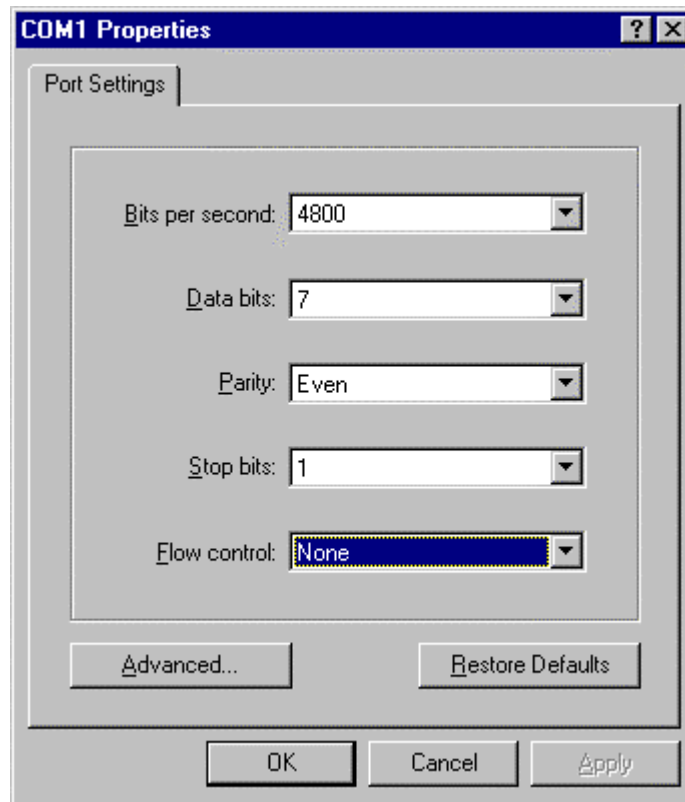 COM1 Properties
Port Settings
Bits per second: 4800
Data bits: 7
Parity: Even
Stop bits: 1
Flow control: None
Advanced... Restore Defaults
OK Cancel Apply